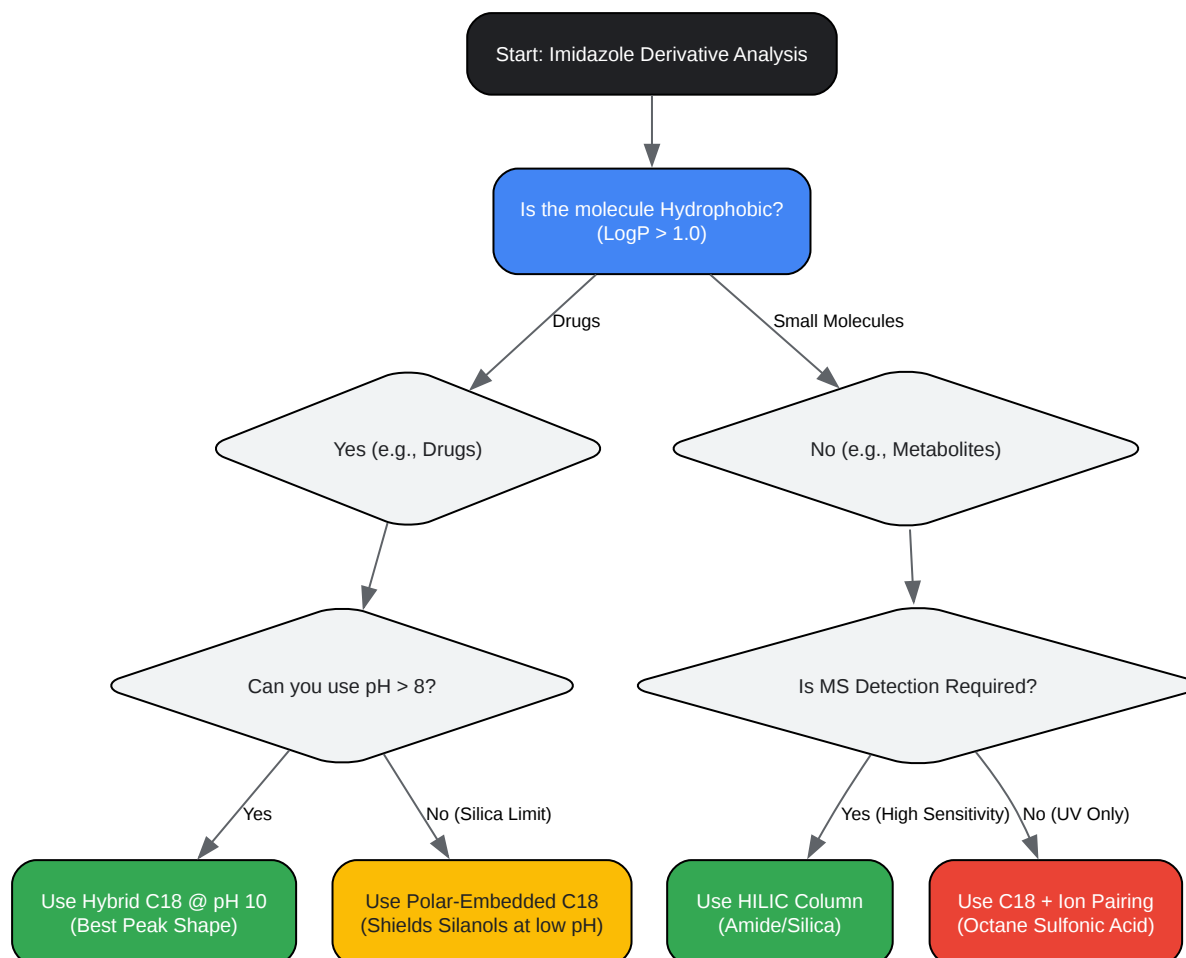 Start: Imidazole Derivative Analysis
Is the molecule Hydrophobic?
(LogP > 1.0)
Drugs
Small Molecules
Yes (e.g., Drugs)
No (e.g., Metabolites)
Can you use pH > 8?
Is MS Detection Required?
Yes
No (Silica Limit)
Yes (High Sensitivity)
No (UV Only)
Use Hybrid C18 @ pH 10
(Best Peak Shape)
Use Polar-Embedded C18
(Shields Silanols at low pH)
Use HILIC Column
(Amide/Silica)
Use C18 + Ion Pairing
(Octane Sulfonic Acid)